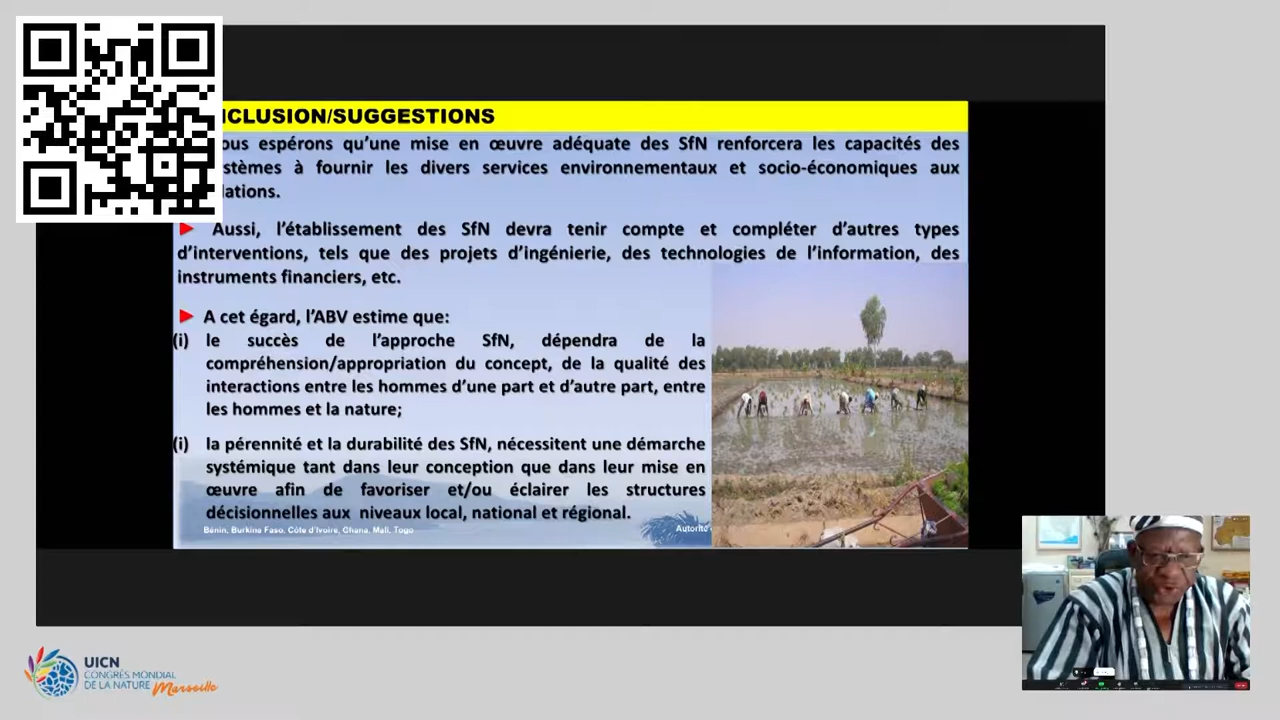 NCLUSION/SUGGESTIONS
ous espérons qu’une mise en œuvre adéquate des SfN renforcera les capacités des
stèmes à fournir les divers services environnementaux et socio-économiques aux
lations.
► Aussi, l’établissement des SfN devra tenir compte et compléter d’autres types
d’interventions, tels que des projets d’ingénierie, des technologies de l’information, des
instruments financiers, etc.
► A cet égard, l’ABV estime que:
(i) le succès de l’approche SfN, dépendra de la
compréhension/appropriation du concept, de la qualité des
interactions entre les hommes d’une part et d’autre part, entre
les hommes et la nature;
(i) la pérennité et la durabilité des SfN, nécessitent une démarche
systémique tant dans leur conception que dans leur mise en
œuvre afin de favoriser et/ou éclairer les structures
décisionnelles aux niveaux local, national et régional.
Bénin, Burkina Faso, Côte d’Ivoire, Ghana, Mali, Togo
Autorité
UICN
CONGRÈS MONDIAL
DE LA NATURE
Marseille